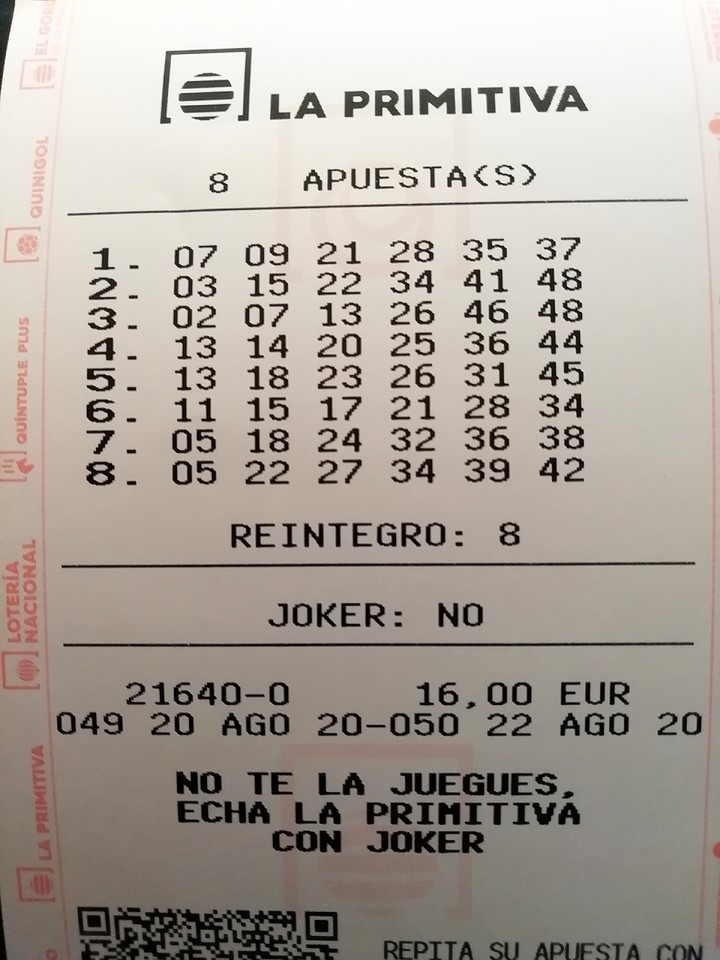 LA PRIMITIVA
8 APUESTA(S)
1. 07 09 21 28 35 37
2. 03 15 22 34 41 48
3. 02 07 13 26 46 48
4. 13 14 20 25 36 44
5. 13 18 23 26 31 45
6. 11 15 17 21 28 34
7. 05 18 24 32 36 38
8. 05 22 27 34 39 42
REINTEGRO: 8
JOKER: NO
21640-0 16,00 EUR
049 20 AGO 20-050 22 AGO 20
NO TE LA JUEGUES,
ECHA LA PRIMITIVA
CON JOKER
REPITA SU APUESTA CON
EL GORDO
QUINIGOL
QUÍNTUPLE PLUS
LOTERÍA
NACIONAL
LA PRIMITIVA